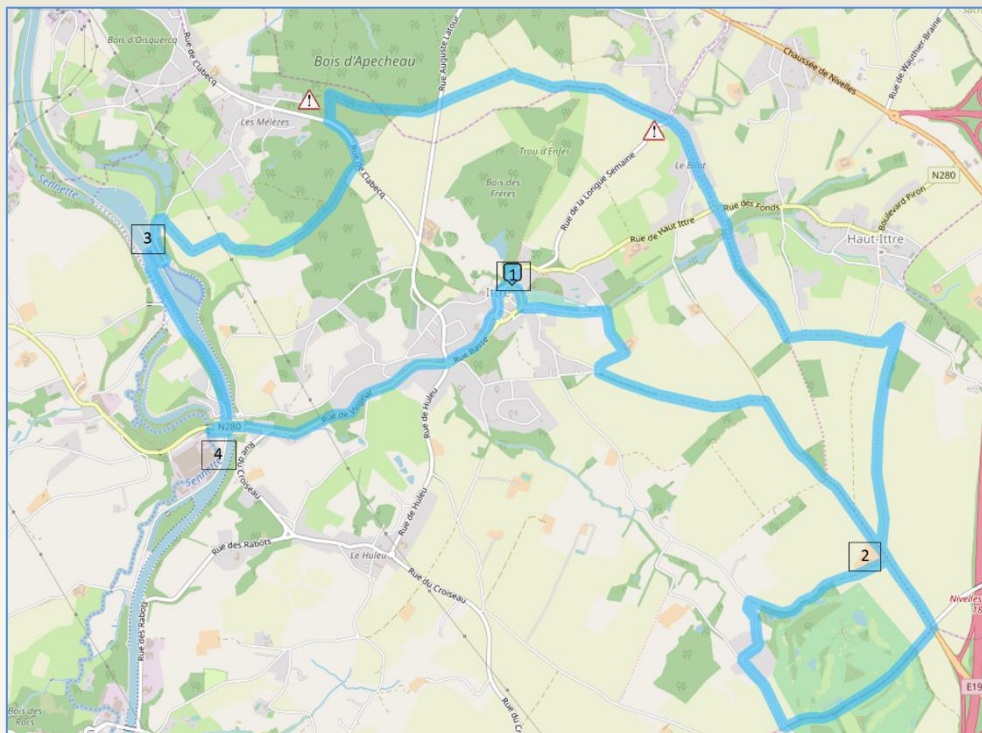 Bois d'Oisquercq
Rue de Clabecq
Rue Auguste Latour
Bois d'Apecheau
Chaussée de Nivelles
Rue de Wauthier-Braine
Les Mélèzes
Rue de Clabecq
Trou d'Enfer
Bois des
Frères
Rue de la Longue Semaine
Le Bilot
N280
Sennette
Rue des Fonds
Boulevard Piron
Rue de Haut Ittre
Haut-Ittre
3
1
Rue Basse
Rue de Virginal
Rue de Huleu
N280
4
Sennette
Rue du Croiseau
Rue de Huleu
Rue des Rabots
Le Huleu
2
Rue du Croiseau
Rue des Rabots
Nivelles
E19
Bois des
Rocs